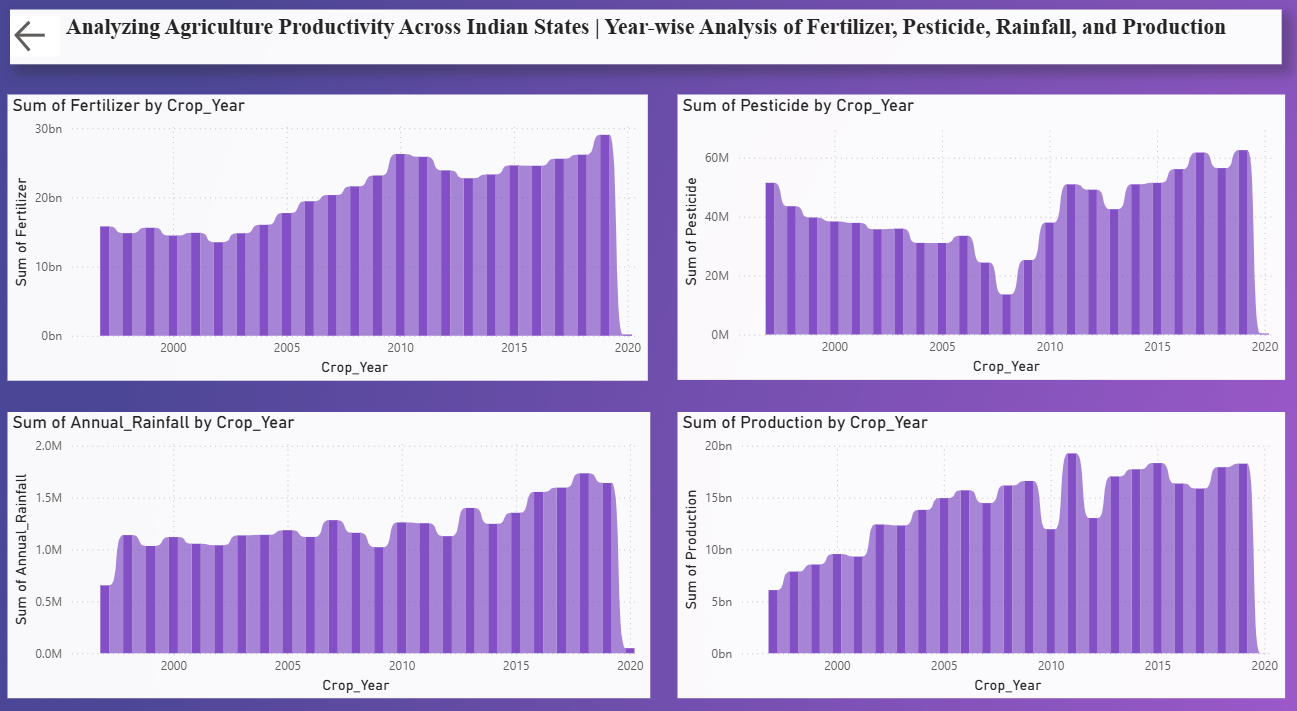 Analyzing Agriculture Productivity Across Indian States | Year-wise Analysis of Fertilizer, Pesticide, Rainfall, and Production
Sum of Fertilizer by Crop_Year
30bn
20bn
10bn
0bn
Sum of Fertilizer
2000 2005 2010 2015 2020
Crop_Year
Sum of Pesticide by Crop_Year
60M
40M
20M
0M
Sum of Pesticide
2000 2005 2010 2015 2020
Crop_Year
Sum of Annual_Rainfall by Crop_Year
2.0M
1.5M
1.0M
0.5M
0.0M
Sum of Annual_Rainfall
2000 2005 2010 2015 2020
Crop_Year
Sum of Production by Crop_Year
20bn
15bn
10bn
5bn
0bn
Sum of Production
2000 2005 2010 2015 2020
Crop_Year